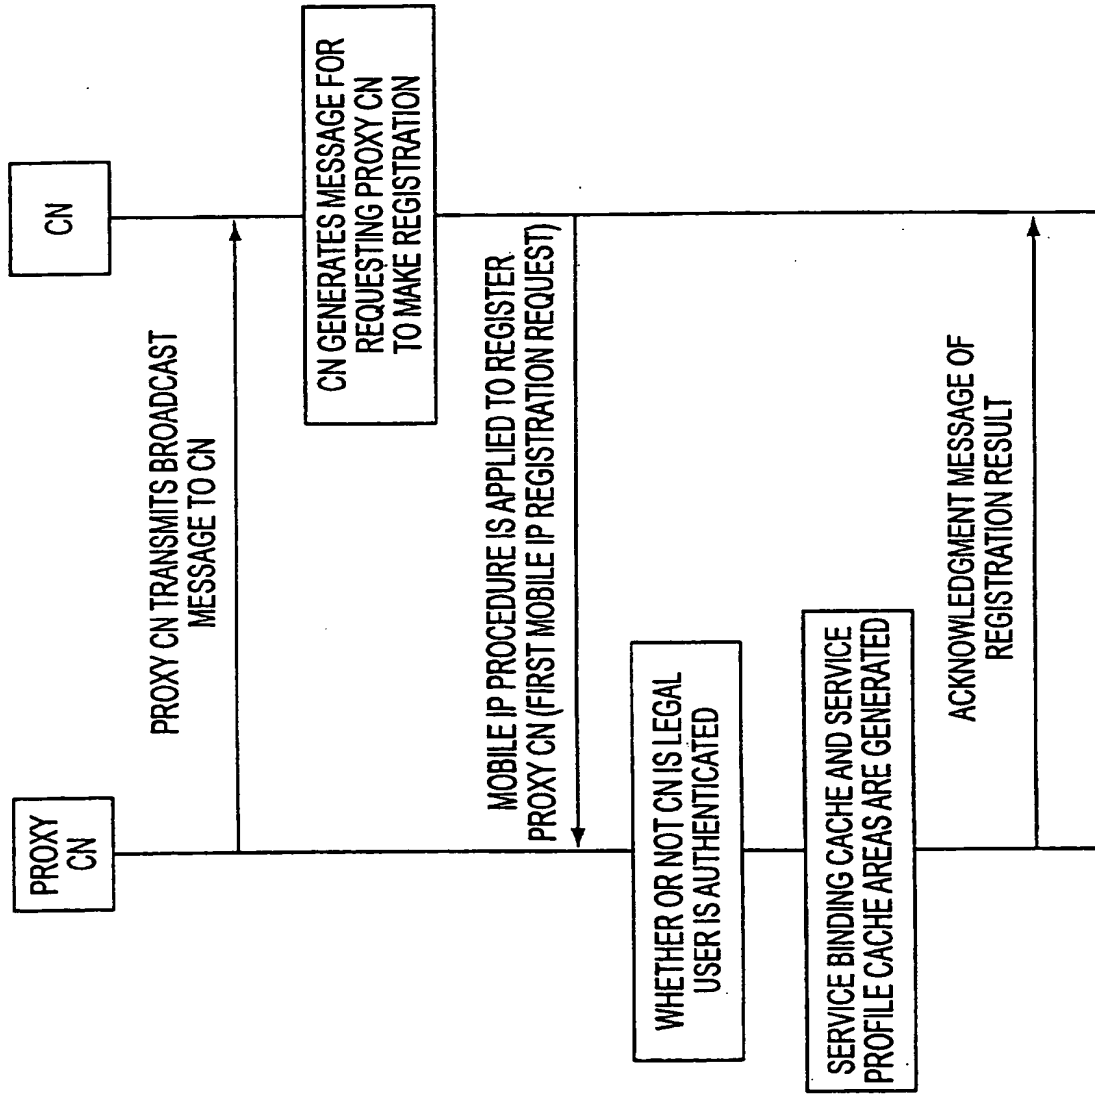 PROXY
CN
CN
PROXY CN TRANSMITS BROADCAST
MESSAGE TO CN
CN GENERATES MESSAGE FOR
REQUESTING PROXY CN
TO MAKE REGISTRATION
MOBILE IP PROCEDURE IS APPLIED TO REGISTER
PROXY CN (FIRST MOBILE IP REGISTRATION REQUEST)
WHETHER OR NOT CN IS LEGAL
USER IS AUTHENTICATED
SERVICE BINDING CACHE AND SERVICE
PROFILE CACHE AREAS ARE GENERATED
ACKNOWLEDGMENT MESSAGE OF
REGISTRATION RESULT